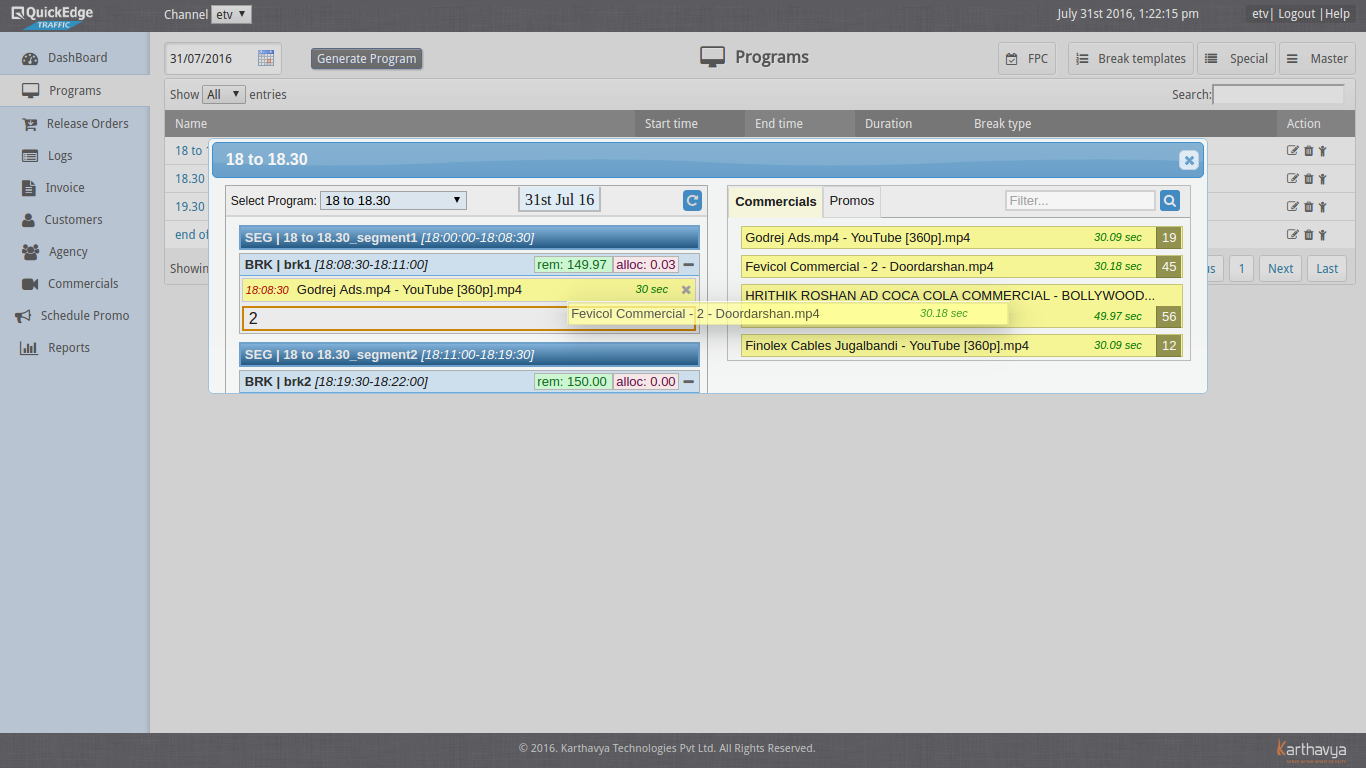 QuickEdge
TRAFFIC
Channel etv
July 31st 2016, 1:22:15 pm
etv| Logout |Help
DashBoard
Programs
Release Orders
Logs
Invoice
Customers
Agency
Commercials
Schedule Promo
Reports
31/07/2016
Generate Program
Programs
FPC
Break templates
Special
Master
Show All entries
Search:
Name Start time End time Duration Break type Action
18 to
18.30
19.30
end of
Showin
us 1 Next Last
18 to 18.30
Select Program: 18 to 18.30
31st Jul 16
SEG | 18 to 18.30_segment1 [18:00:00-18:08:30]
BRK | brk1 [18:08:30-18:11:00] rem: 149.97 alloc: 0.03
18:08:30 Godrej Ads.mp4 - YouTube [360p].mp4 30 sec
2
Fevicol Commercial - 2 - Doordarshan.mp4 30.18 sec
SEG | 18 to 18.30_segment2 [18:11:00-18:19:30]
BRK | brk2 [18:19:30-18:22:00] rem: 150.00 alloc: 0.00
Commercials Promos Filter...
Godrej Ads.mp4 - YouTube [360p].mp4 30.09 sec 19
Fevicol Commercial - 2 - Doordarshan.mp4 30.18 sec 45
HRITHIK ROSHAN AD COCA COLA COMMERCIAL - BOLLYWOOD...
49.97 sec 56
Finolex Cables Jugalbandi - YouTube [360p].mp4 30.09 sec 12
© 2016. Karthavya Technologies Pvt Ltd. All Rights Reserved.
Karthavya